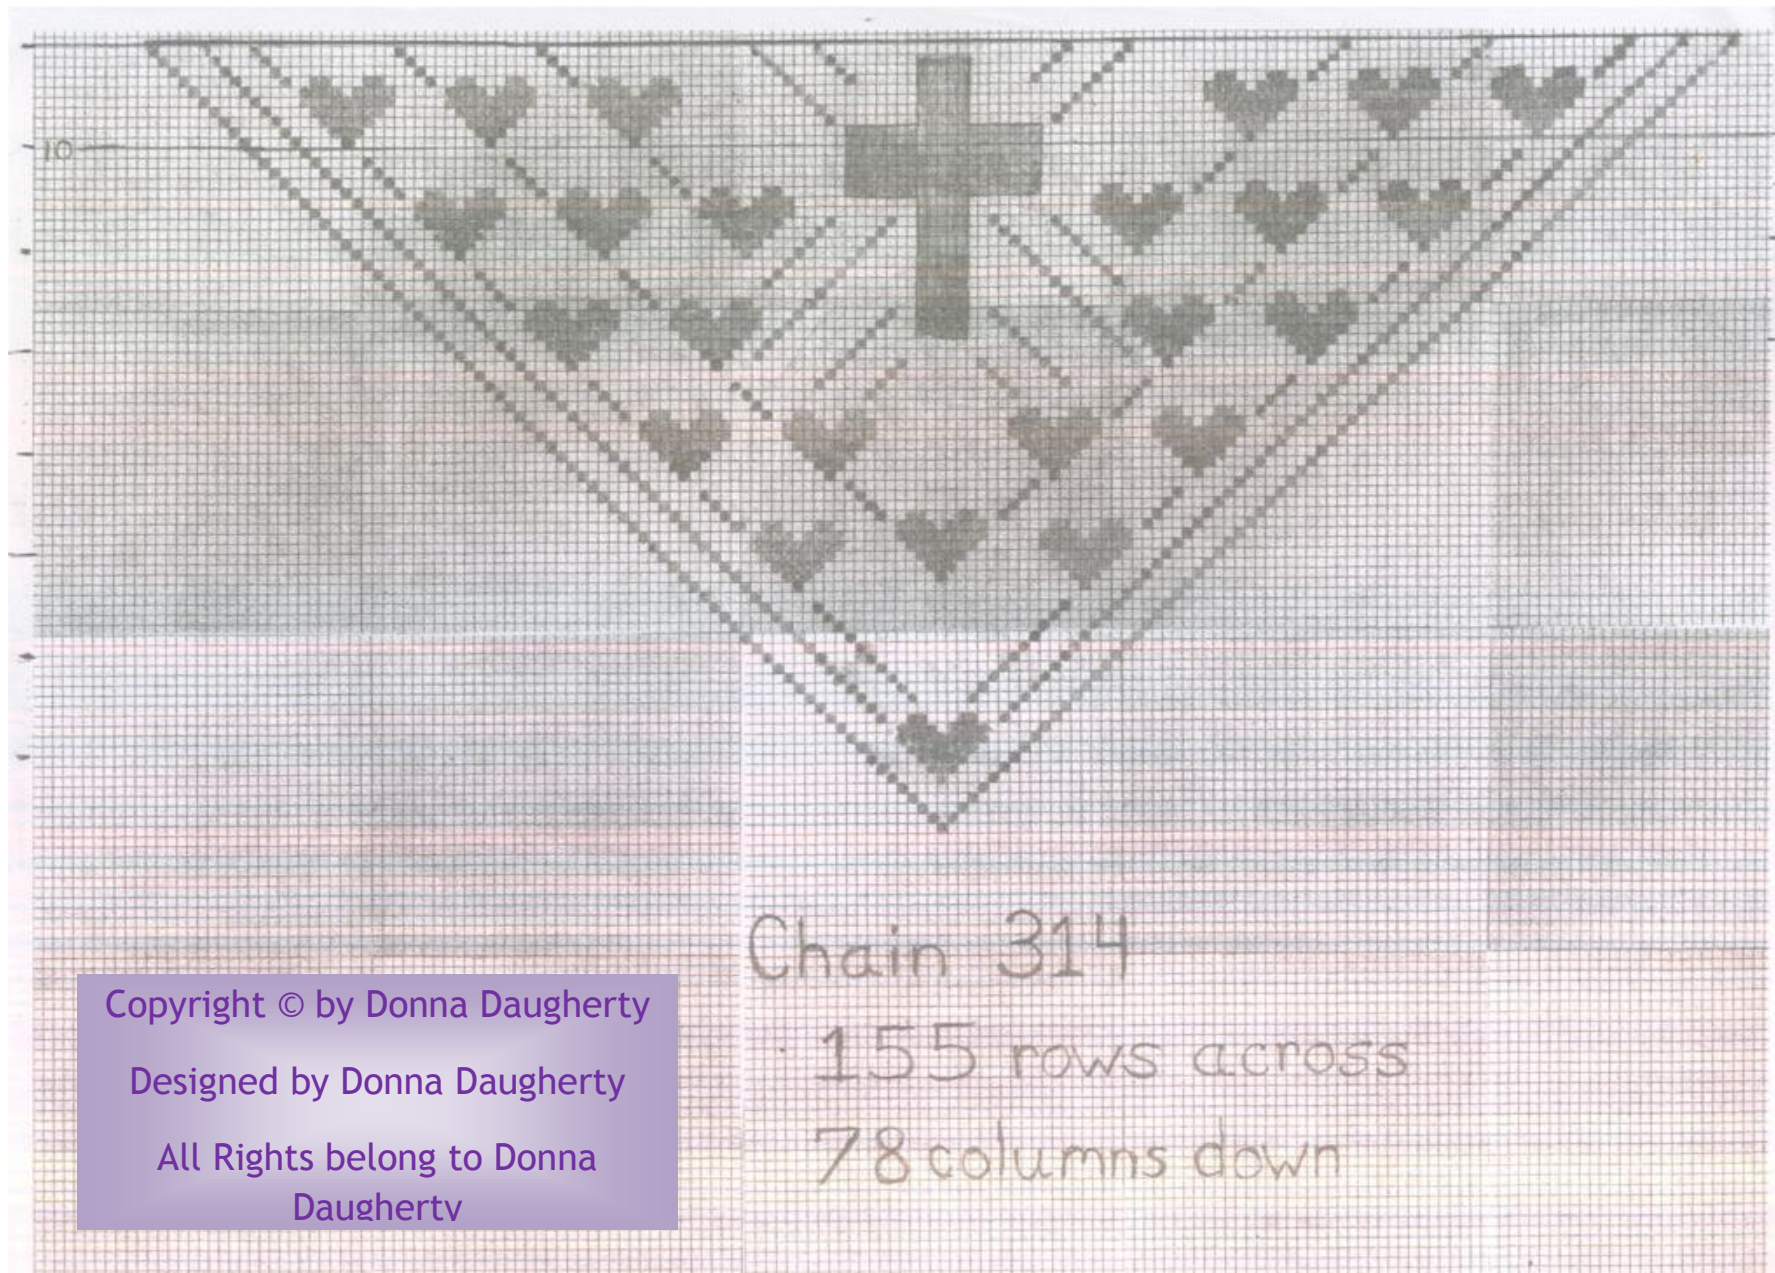 10
Chain 314
155 rows across
78 columns down
Copyright © by Donna Daugherty
Designed by Donna Daugherty
All Rights belong to Donna
Daugherty